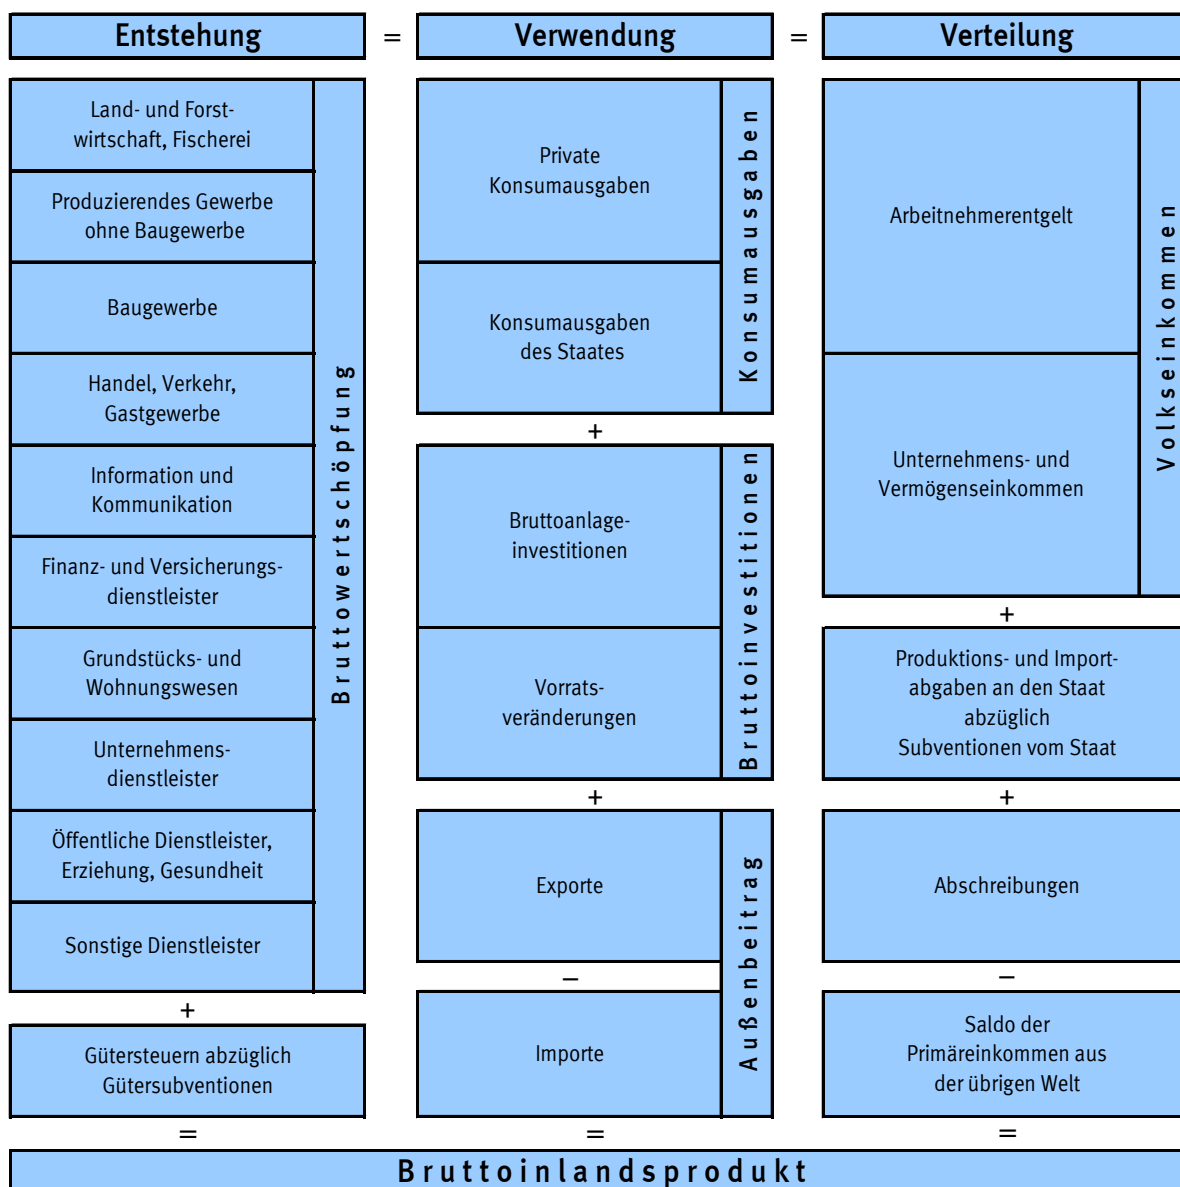 Entstehung = Verwendung = Verteilung
Land- und Forst-
wirtschaft, Fischerei
Produzierendes Gewerbe
ohne Baugewerbe
Baugewerbe
Handel, Verkehr,
Gastgewerbe
Information und
Kommunikation
Finanz- und Versicherungs-
dienstleister
Grundstücks- und
Wohnungswesen
Unternehmens-
dienstleister
Öffentliche Dienstleister,
Erziehung, Gesundheit
Sonstige Dienstleister
Bruttowertschöpfung
+
Gütersteuern abzüglich
Gütersubventionen
=
Private
Konsumausgaben
Konsumausgaben
des Staates
Konsumausgaben
+
Bruttoanlage-
investitionen
Vorrats-
veränderungen
Bruttoinvestitionen
+
Exporte
–
Importe
Außenbeitrag
=
Arbeitnehmerentgelt
Unternehmens- und
Vermögenseinkommen
Volkseinkommen
+
Produktions- und Import-
abgaben an den Staat
abzüglich
Subventionen vom Staat
+
Abschreibungen
–
Saldo der
Primäreinkommen aus
der übrigen Welt
=
Bruttoinlandsprodukt